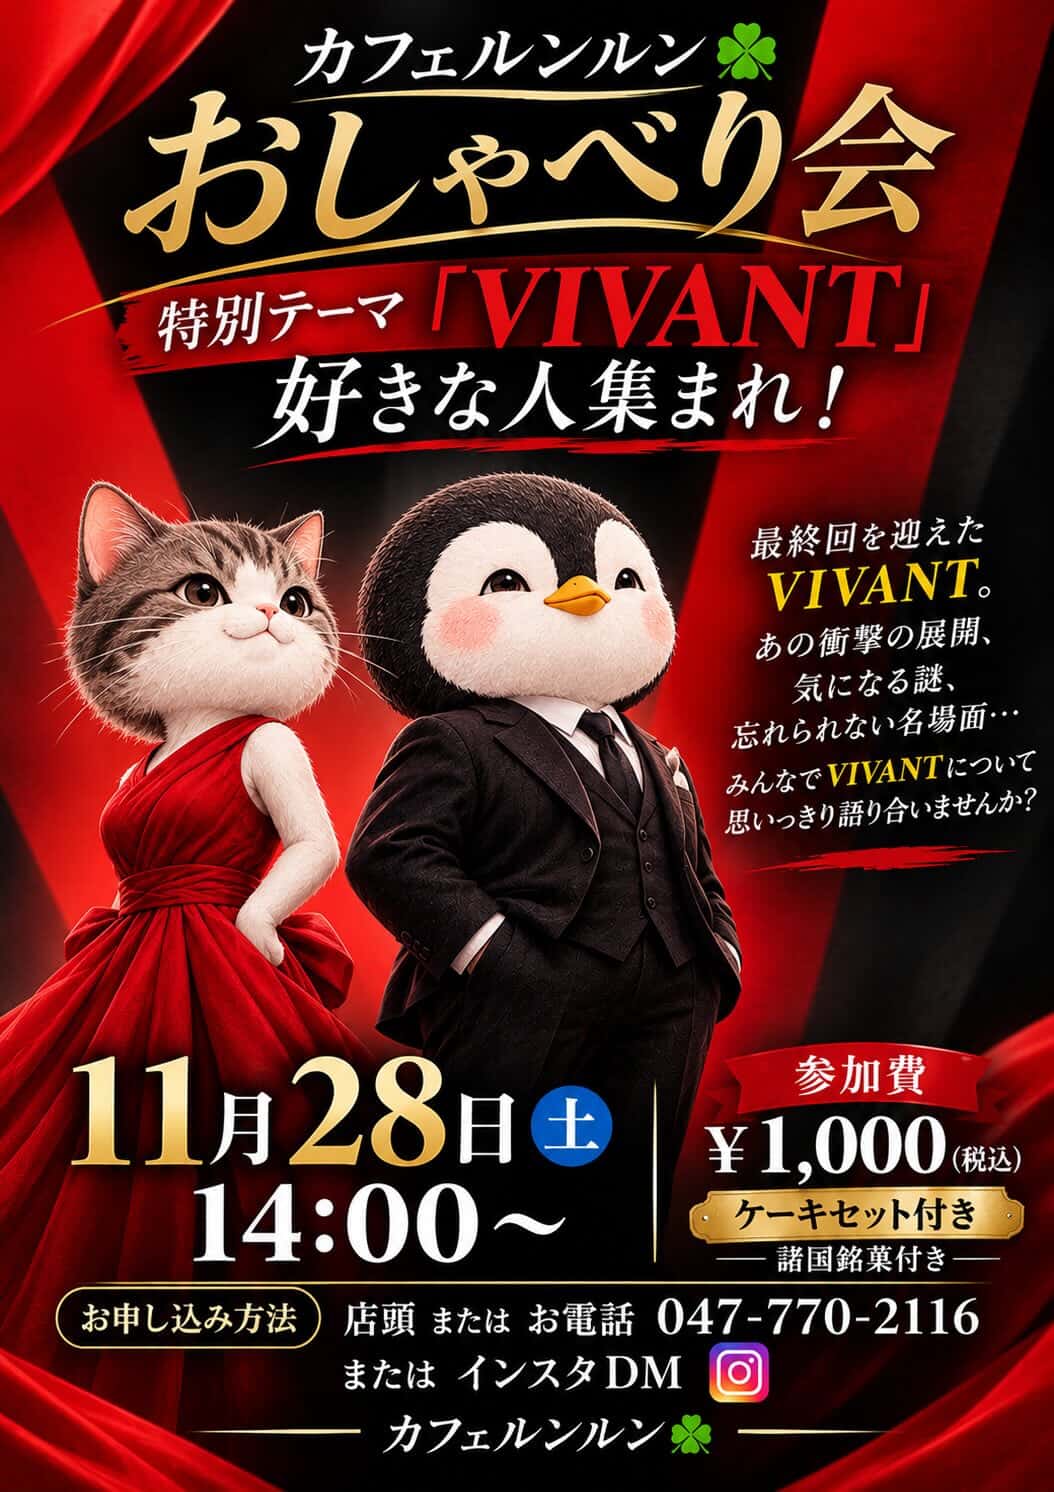 カフェルンルン🍀
おしゃべり会
特別テーマ「VIVANT」
好きな人集まれ！
最終回を迎えた
VIVANT。
あの衝撃の展開、
気になる謎、
忘れられない名場面…
みんなでVIVANTについて
思いっきり語り合いませんか？
11月28日 土
14:00～
参加費
¥1,000(税込)
ケーキセット付き
諸国銘菓付き
お申し込み方法 店頭 または お電話 047-770-2116
または インスタDM
カフェルンルン🍀